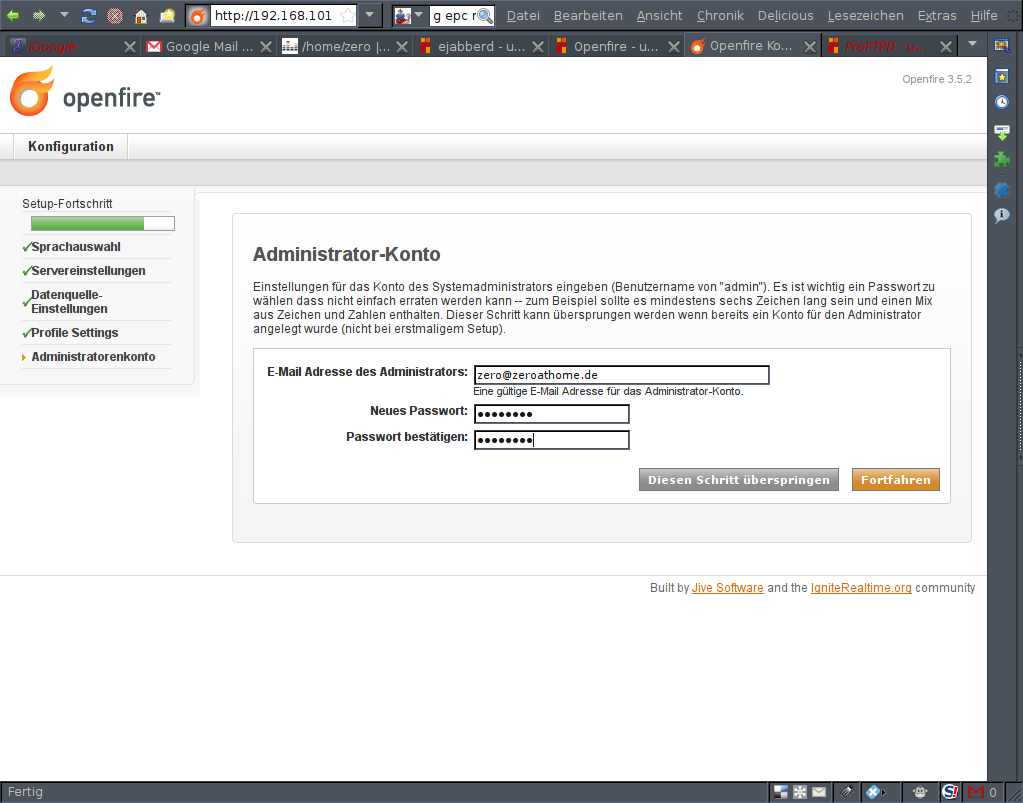 http://192.168.101
g epc r
Datei Bearbeiten Ansicht Chronik Delicious Lesezeichen Extras Hilfe
iGoogle
Google Mail ...
/home/zero |...
ejabberd - u...
Openfire - u...
Openfire Ko...
ProFTPD - u...
openfire™
Openfire 3.5.2
Konfiguration
Setup-Fortschritt
Sprachauswahl
Servereinstellungen
Datenquelle-
Einstellungen
Profile Settings
Administratorenkonto
Administrator-Konto
Einstellungen für das Konto des Systemadministrators eingeben (Benutzername von "admin"). Es ist wichtig ein Passwort zu
wählen dass nicht einfach erraten werden kann -- zum Beispiel sollte es mindestens sechs Zeichen lang sein und einen Mix
aus Zeichen und Zahlen enthalten. Dieser Schritt kann übersprungen werden wenn bereits ein Konto für den Administrator
angelegt wurde (nicht bei erstmaligem Setup).
E-Mail Adresse des Administrators: zero@zeroathome.de
Eine gültige E-Mail Adresse für das Administrator-Konto.
Neues Passwort: ●●●●●●●●
Passwort bestätigen: ●●●●●●●●
Diesen Schritt überspringen Fortfahren
Built by Jive Software and the IgniteRealtime.org community
Fertig
0